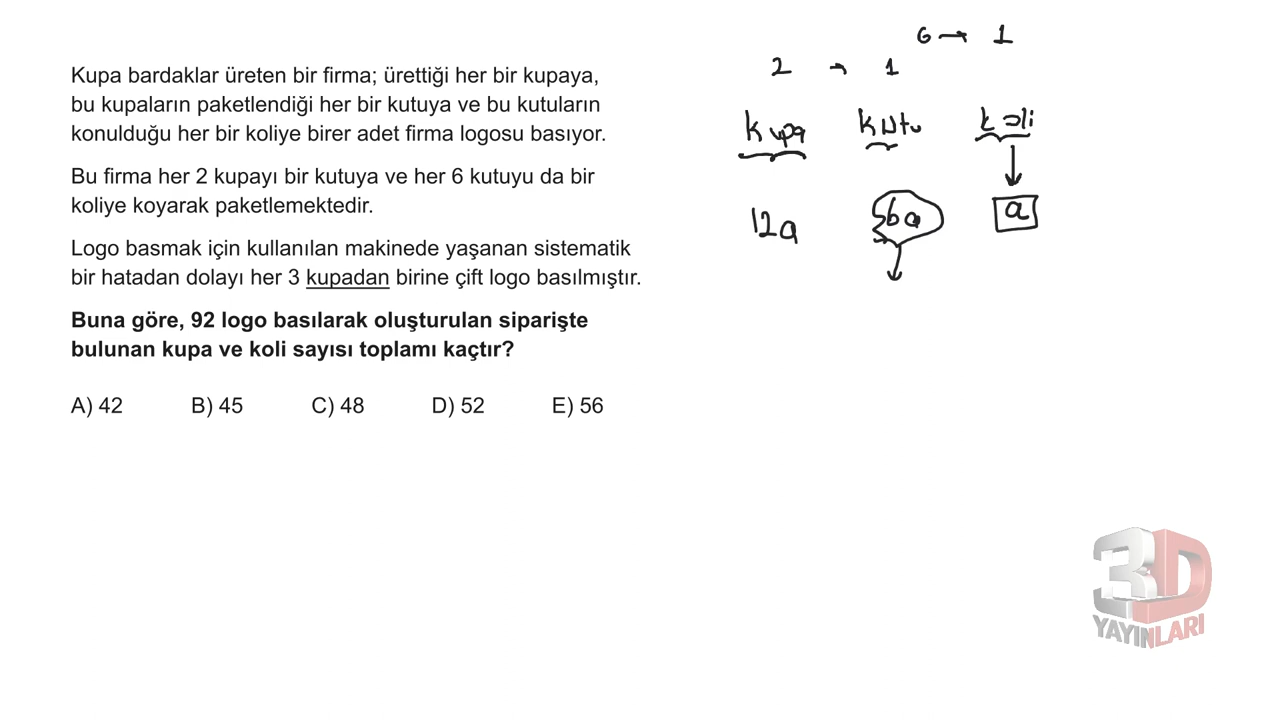 Kupa bardaklar üreten bir firma; ürettiği her bir kupaya,
bu kupaların paketlendiği her bir kutuya ve bu kutuların
konulduğu her bir koliye birer adet firma logosu basıyor.
Bu firma her 2 kupayı bir kutuya ve her 6 kutuyu da bir
koliye koyarak paketlemektedir.
Logo basmak için kullanılan makinede yaşanan sistematik
bir hatadan dolayı her 3 kupadan birine çift logo basılmıştır.
Buna göre, 92 logo basılarak oluşturulan siparişte
bulunan kupa ve koli sayısı toplamı kaçtır?
A) 42 B) 45 C) 48 D) 52 E) 56
6 → 1
2 → 1
kupa kutu koli
12a 6a a
3D
YAYINLARI